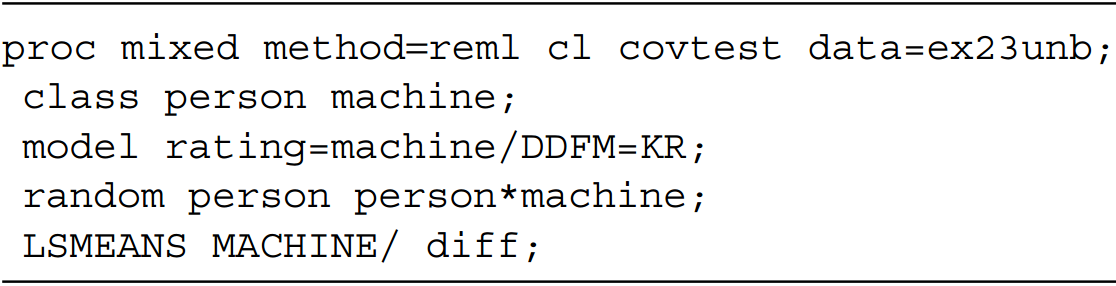 proc mixed method=reml cl covtest data=ex23unb;
class person machine;
model rating=machine/DDFM=KR;
random person person*machine;
LSMEANS MACHINE/ diff;